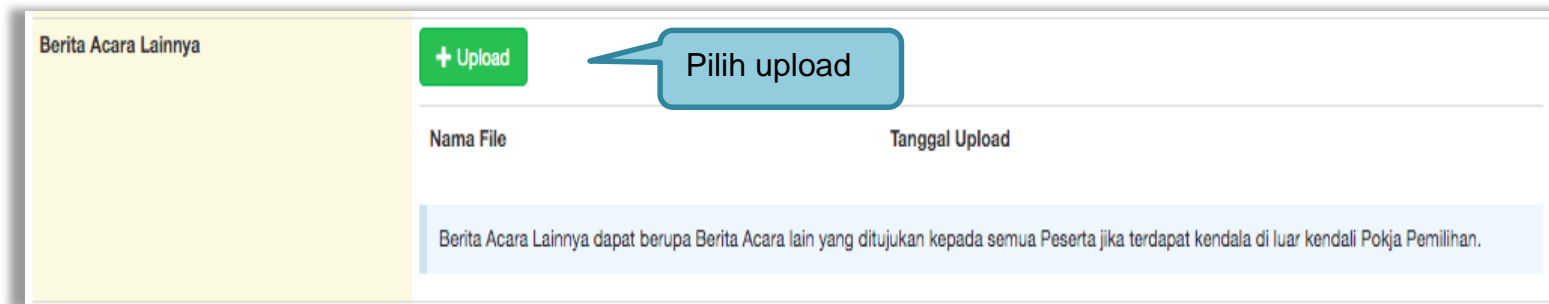 Berita Acara Lainnya
+ Upload
Pilih upload
Nama File
Tanggal Upload
Berita Acara Lainnya dapat berupa Berita Acara lain yang ditujukan kepada semua Peserta jika terdapat kendala di luar kendali Pokja Pemilihan.